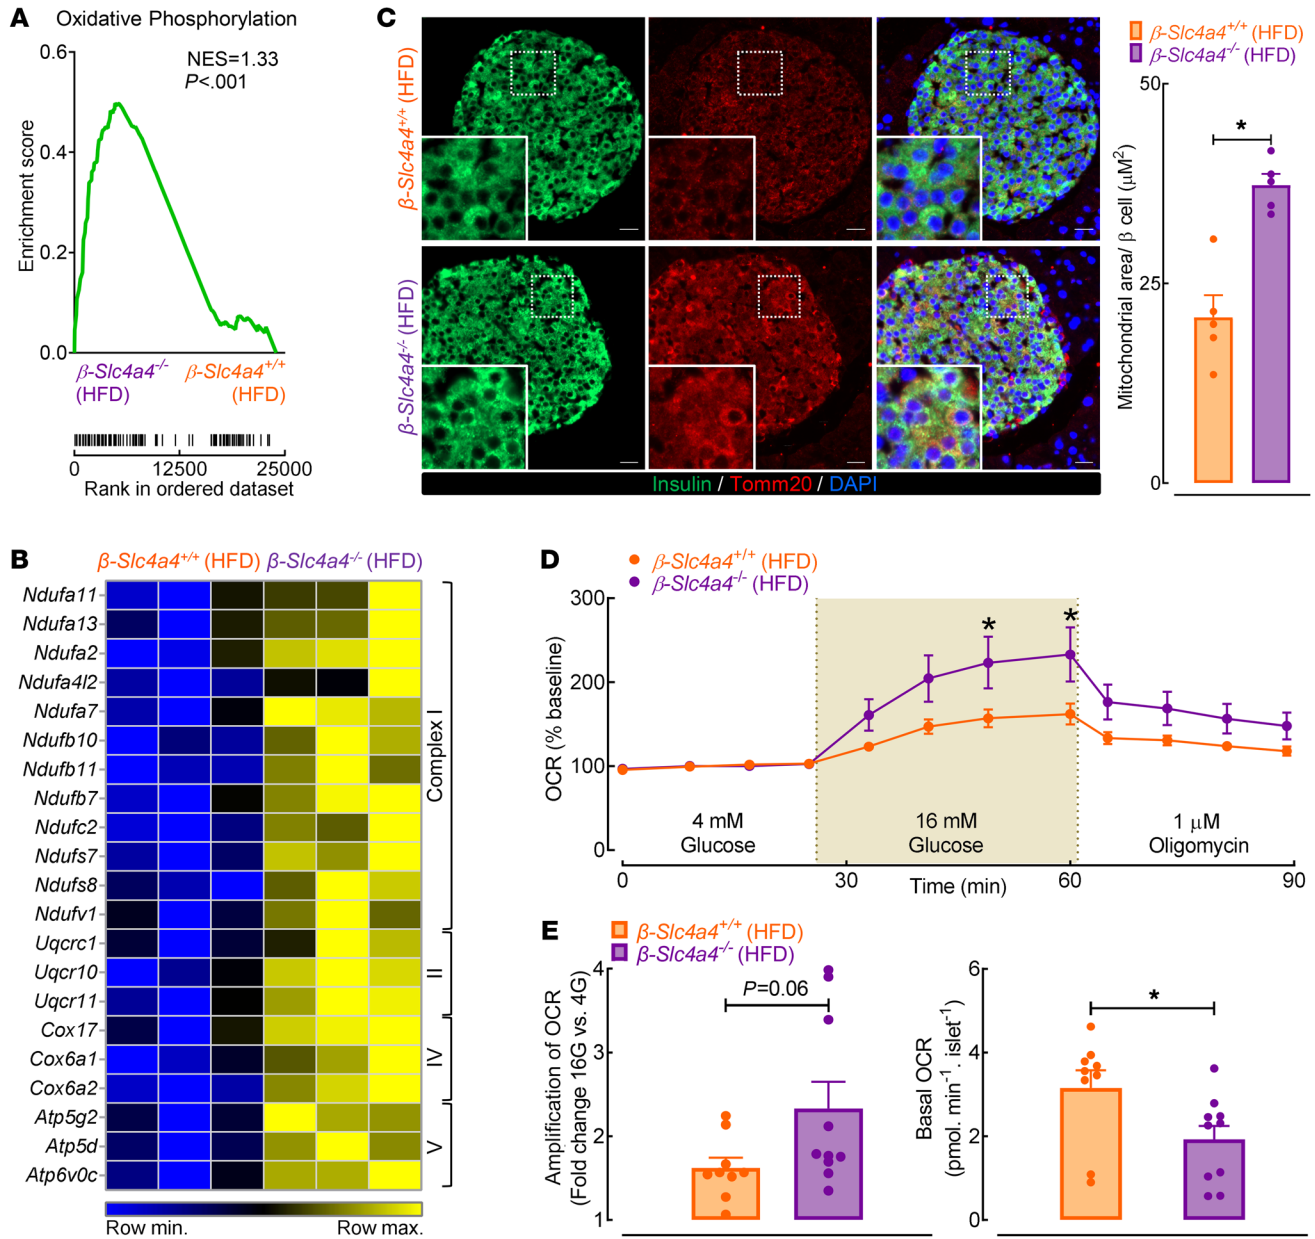 A
Oxidative Phosphorylation
NES=1.33
P<.001
Enrichment score
0.6
0.4
0.2
0.0
β-Slc4a4-/-
(HFD)
β-Slc4a4+/+
(HFD)
0 12500 25000
Rank in ordered dataset
B
β-Slc4a4+/+ (HFD) β-Slc4a4-/- (HFD)
Ndufa11
Ndufa13
Ndufa2
Ndufa4l2
Ndufa7
Ndufb10
Ndufb11
Ndufb7
Ndufc2
Ndufs7
Ndufs8
Ndufv1
Uqcrc1
Uqcr10
Uqcr11
Cox17
Cox6a1
Cox6a2
Atp5g2
Atp5d
Atp6v0c
Complex I
II
IV
V
Row min. Row max.
C
β-Slc4a4+/+ (HFD)
β-Slc4a4-/- (HFD)
Insulin / Tomm20 / DAPI
β-Slc4a4+/+ (HFD)
β-Slc4a4-/- (HFD)
Mitochondrial area/ β cell (μM2)
50
25
0
*
D
β-Slc4a4+/+ (HFD)
β-Slc4a4-/- (HFD)
OCR (% baseline)
300
200
100
0
* *
4 mM
Glucose
16 mM
Glucose
1 μM
Oligomycin
0 30 60 90
Time (min)
E
β-Slc4a4+/+ (HFD)
β-Slc4a4-/- (HFD)
Amplification of OCR
(Fold change 16G vs. 4G)
4
3
2
1
P=0.06
Basal OCR
(pmol. min-1. islet-1)
6
4
2
0
*